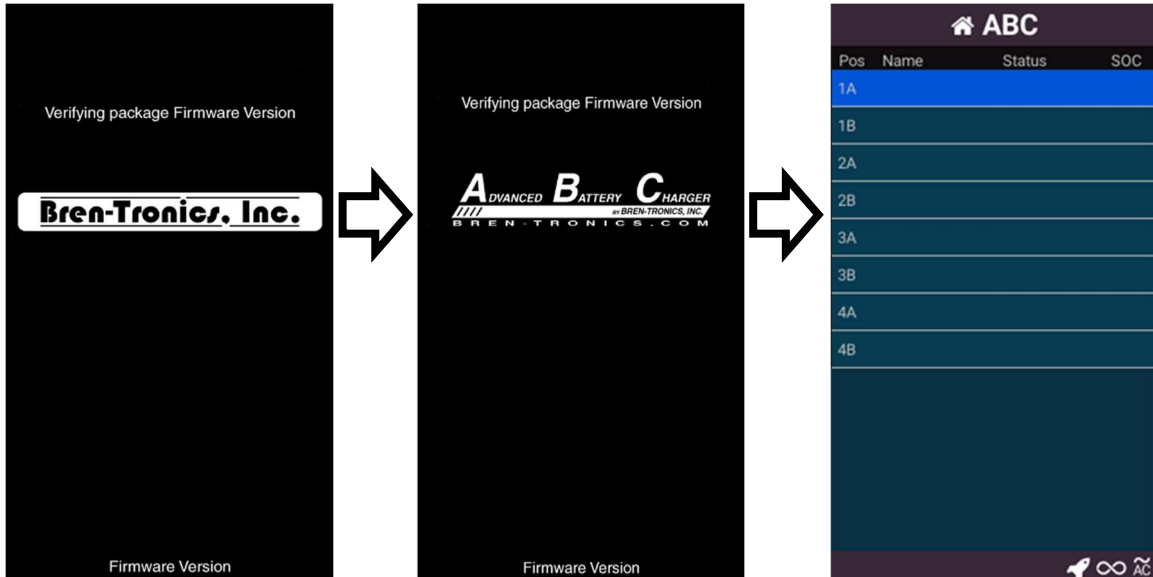 Verifying package Firmware Version
Bren-Tronics, Inc.
Firmware Version
Verifying package Firmware Version
ADVANCED BATTERY CHARGER
BY BREN-TRONICS, INC.
BREN-TRONICS.COM
Firmware Version
ABC
Pos Name Status SOC
1A
1B
2A
2B
3A
3B
4A
4B
AC